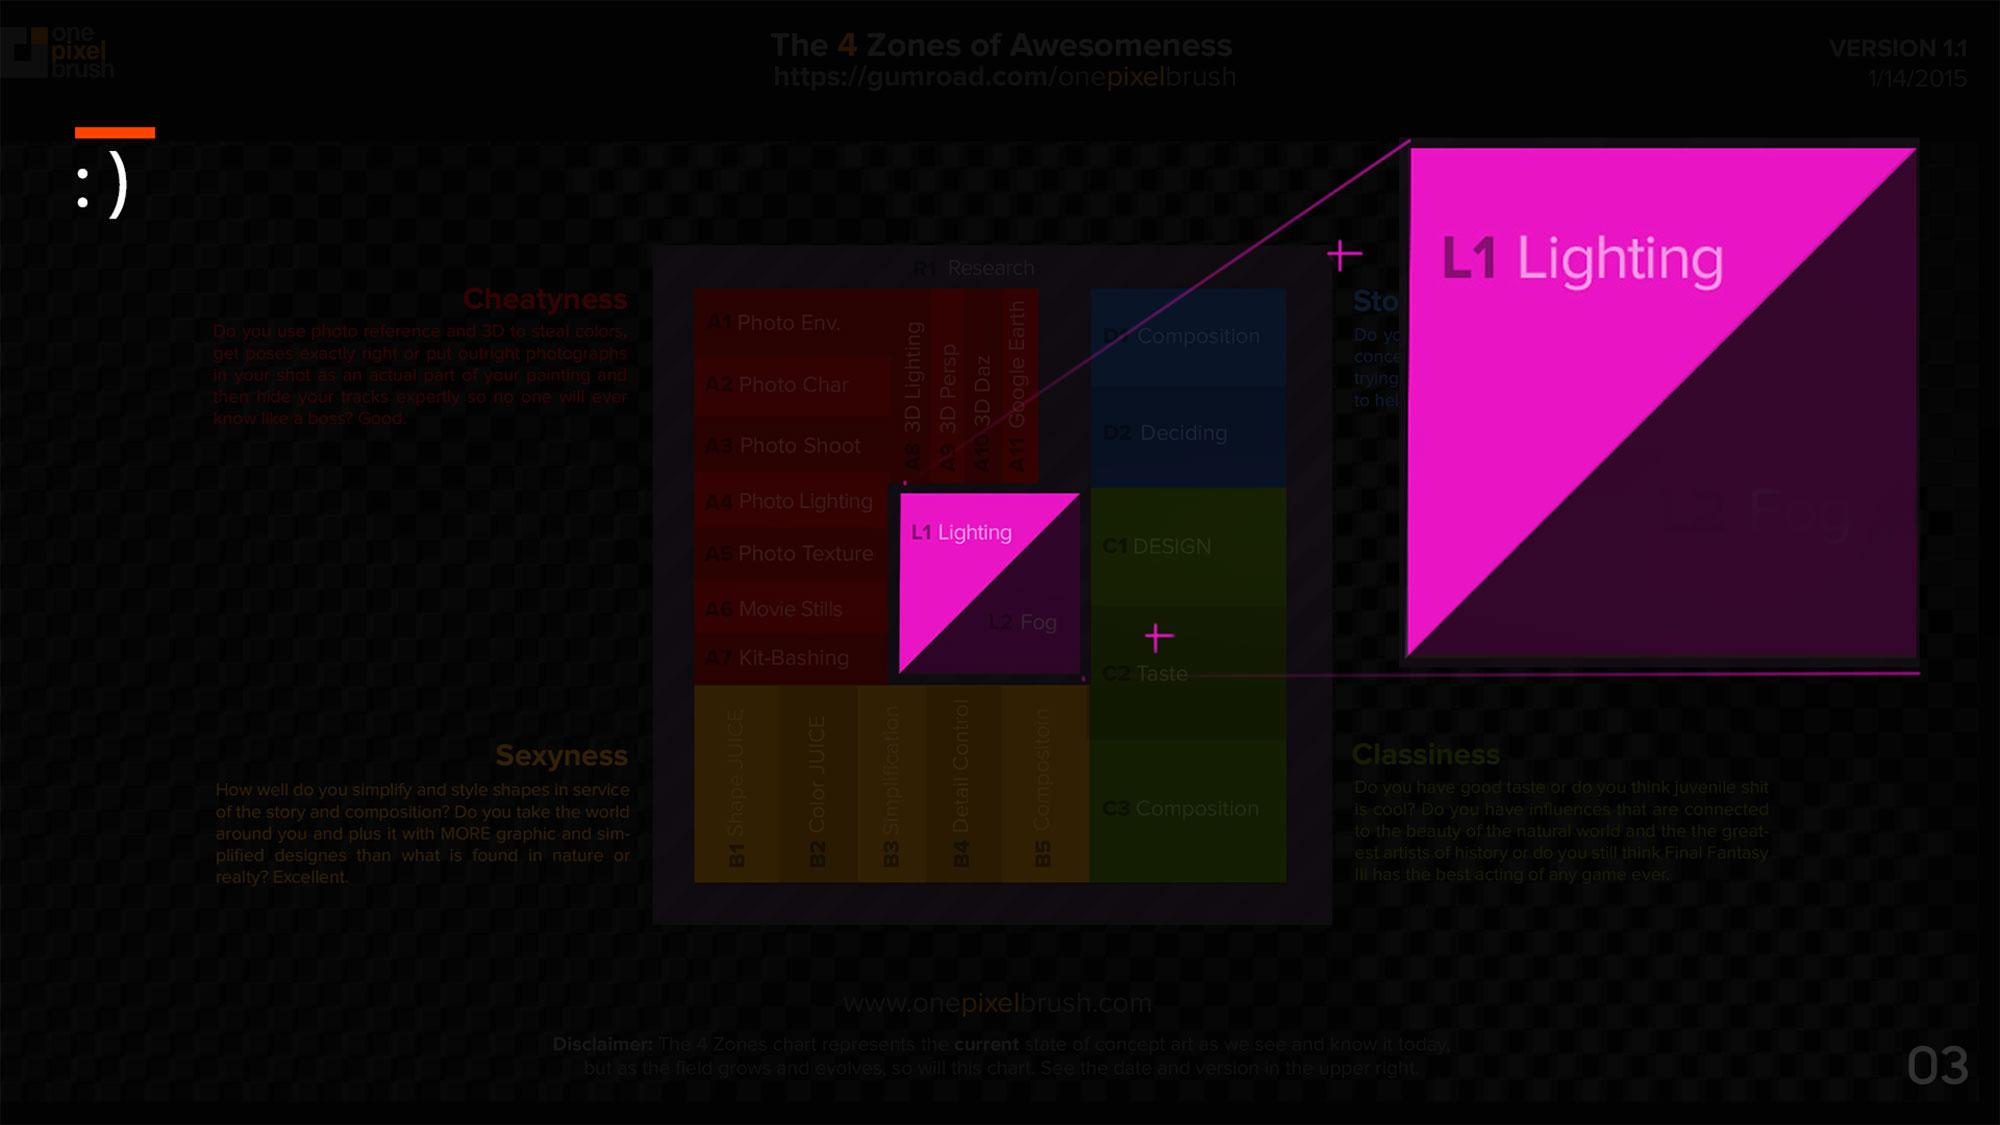 one
pixel
brush
The 4 Zones of Awesomeness
https://gumroad.com/onepixelbrush
VERSION 1.1
1/14/2015
:)
L1 Lighting
L2 Fog
R1 Research
Cheatyness
Do you use photo reference and 3D to steal colors,
get poses exactly right or put outright photographs
in your shot as an actual part of your painting and
then hide your tracks expertly so no one will ever
know like a boss? Good.
A1 Photo Env.
A2 Photo Char
A3 Photo Shoot
A4 Photo Lighting
A5 Photo Texture
A6 Movie Stills
A7 Kit-Bashing
A8 3D Lighting
A9 3D Persp
A10 3D Daz
A11 Google Earth
D1 Composition
D2 Deciding
Sto
Do yo
conce
trying
to hel
L1 Lighting
L2 Fog
C1 DESIGN
C2 Taste
C3 Composition
Sexyness
How well do you simplify and style shapes in service
of the story and composition? Do you take the world
around you and plus it with MORE graphic and sim-
plified designes than what is found in nature or
realty? Excellent.
B1 Shape JUICE
B2 Color JUICE
B3 Simplification
B4 Detail Control
B5 Compositoin
Classiness
Do you have good taste or do you think juvenile shit
is cool? Do you have influences that are connected
to the beauty of the natural world and the the great-
est artists of history or do you still think Final Fantasy
III has the best acting of any game ever.
www.onepixelbrush.com
Disclaimer: The 4 Zones chart represents the current state of concept art as we see and know it today,
but as the field grows and evolves, so will this chart. See the date and version in the upper right.
03